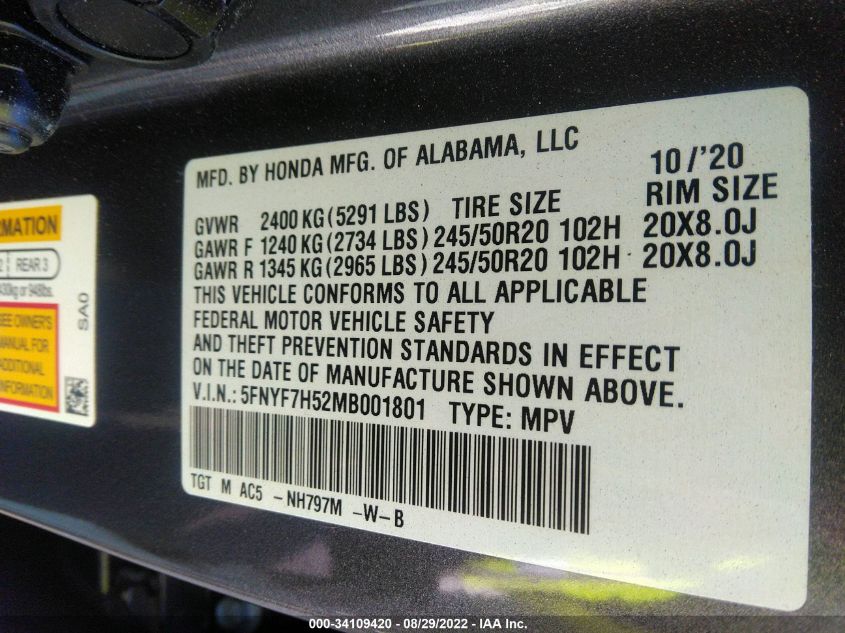 MFD. BY HONDA MFG. OF ALABAMA, LLC 10/'20
GVWR 2400 KG (5291 LBS) TIRE SIZE RIM SIZE
GAWR F 1240 KG (2734 LBS) 245/50R20 102H 20X8.0J
GAWR R 1345 KG (2965 LBS) 245/50R20 102H 20X8.0J
THIS VEHICLE CONFORMS TO ALL APPLICABLE
FEDERAL MOTOR VEHICLE SAFETY
AND THEFT PREVENTION STANDARDS IN EFFECT
ON THE DATE OF MANUFACTURE SHOWN ABOVE.
V.I.N.: 5FNYF7H52MB001801 TYPE: MPV
TGT M AC5 -NH797M -W-B
2 REAR 3
430kg or 948lbs.
SEE OWNER'S
MANUAL FOR
ADDITIONAL
INFORMATION
SA0
000-34109420 - 08/29/2022 - IAA Inc.